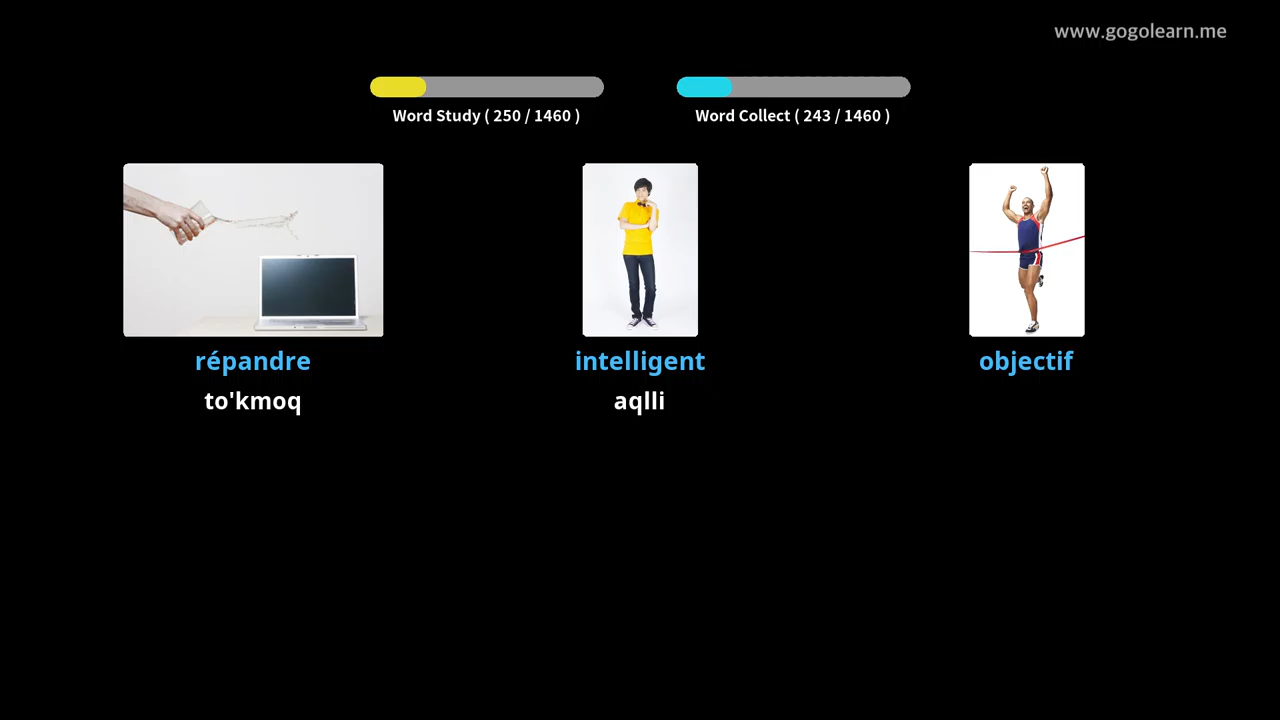 www.gogolearn.me
Word Study ( 250 / 1460 )
Word Collect ( 243 / 1460 )
répandre
intelligent
objectif
to'kmoq
aqlli